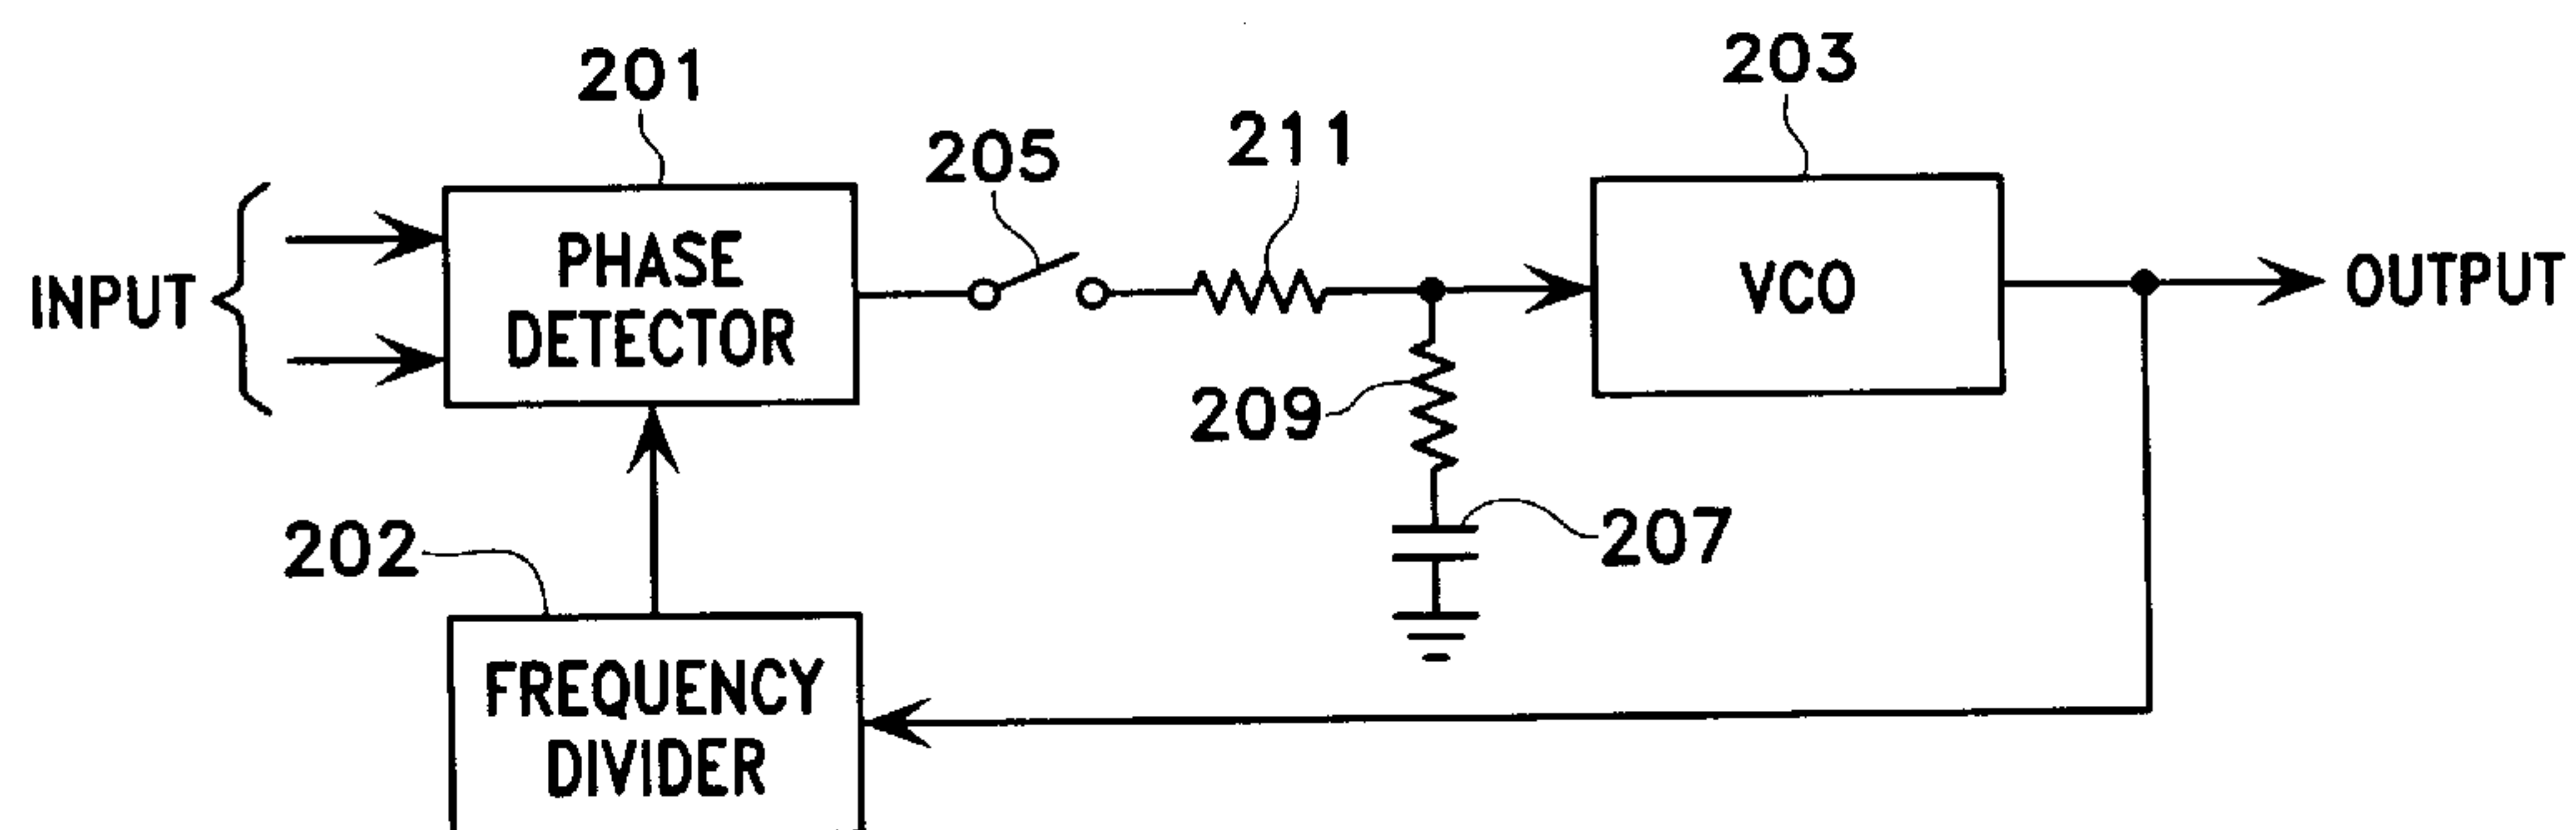 201
203
205
211
INPUT
PHASE
DETECTOR
VCO
OUTPUT
209
207
202
FREQUENCY
DIVIDER